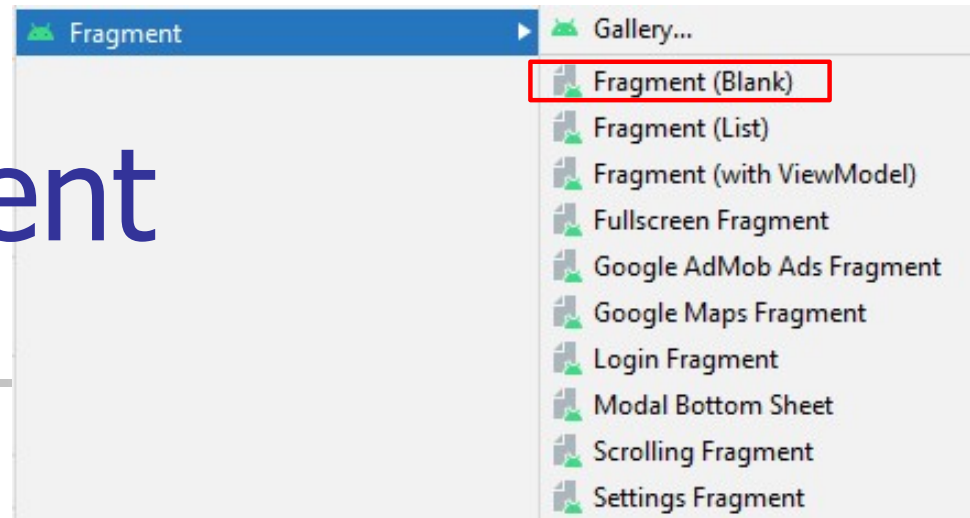 Fragment
Gallery...
Fragment (Blank)
Fragment (List)
ent
Fragment (with ViewModel)
Fullscreen Fragment
Google AdMob Ads Fragment
Google Maps Fragment
Login Fragment
Modal Bottom Sheet
Scrolling Fragment
Settings Fragment